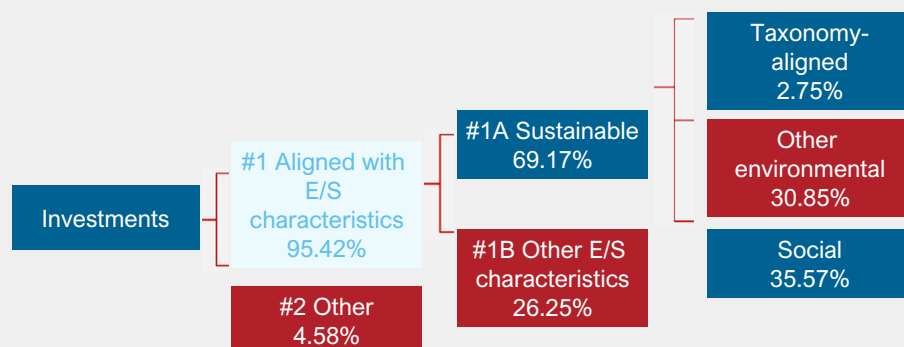 Investments
#1 Aligned with
E/S
characteristics
95.42%
#2 Other
4.58%
#1A Sustainable
69.17%
#1B Other E/S
characteristics
26.25%
Taxonomy-
aligned
2.75%
Other
environmental
30.85%
Social
35.57%